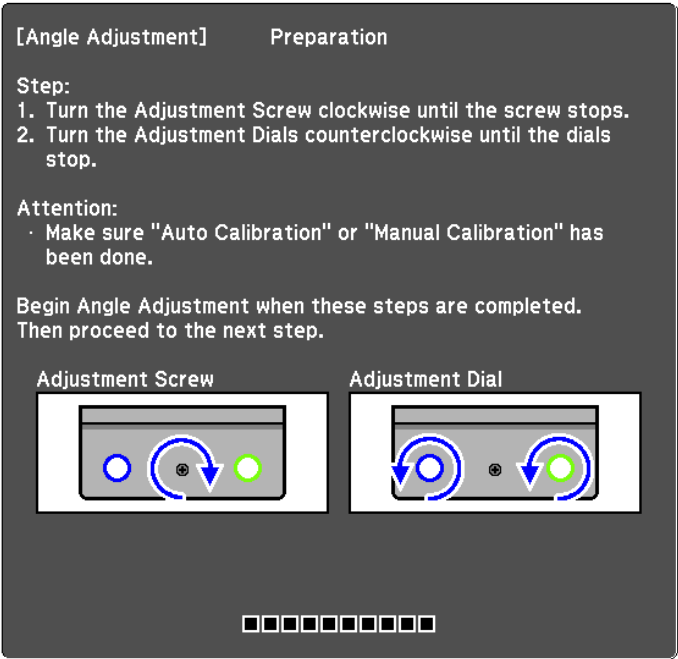 [Angle Adjustment] Preparation
Step:
1. Turn the Adjustment Screw clockwise until the screw stops.
2. Turn the Adjustment Dials counterclockwise until the dials
stop.
Attention:
· Make sure "Auto Calibration" or "Manual Calibration" has
been done.
Begin Angle Adjustment when these steps are completed.
Then proceed to the next step.
Adjustment Screw
Adjustment Dial